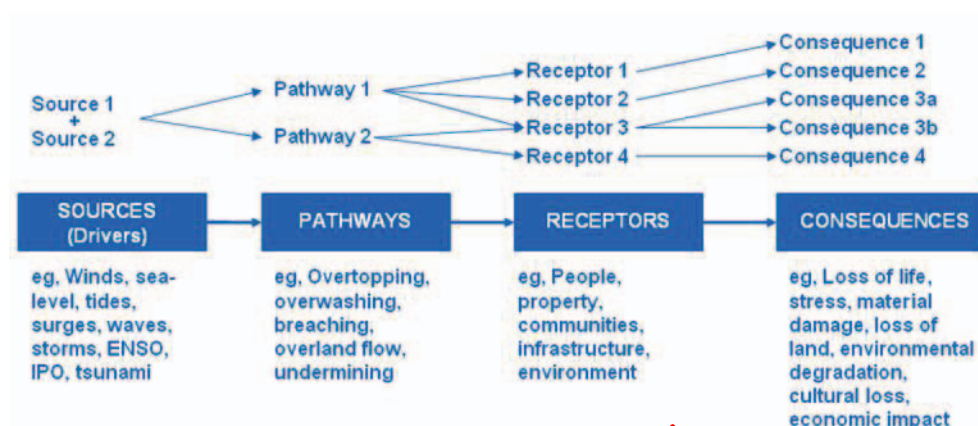 Source 1
+
Source 2
Pathway 1
Pathway 2
Receptor 1
Receptor 2
Receptor 3
Receptor 4
Consequence 1
Consequence 2
Consequence 3a
Consequence 3b
Consequence 4
SOURCES
(Drivers)
PATHWAYS
RECEPTORS
CONSEQUENCES
eg, Winds, sea-
level, tides,
surges, waves,
storms, ENSO,
IPO, tsunami
eg, Overtopping,
overwashing,
breaching,
overland flow,
undermining
eg, People,
property,
communities,
infrastructure,
environment
eg, Loss of life,
stress, material
damage, loss of
land, environmental
degradation,
cultural loss,
economic impact